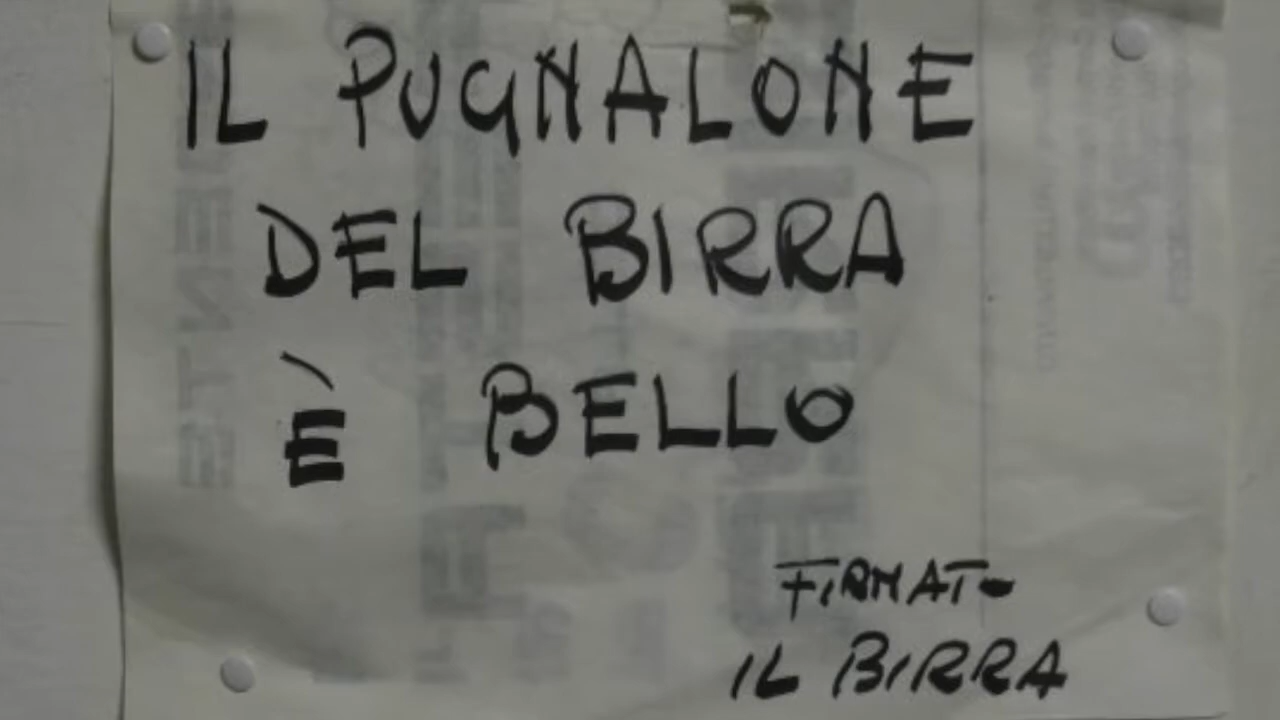 IL PUGNALONE
DEL BIRRA
È BELLO
FIRMATO
IL BIRRA